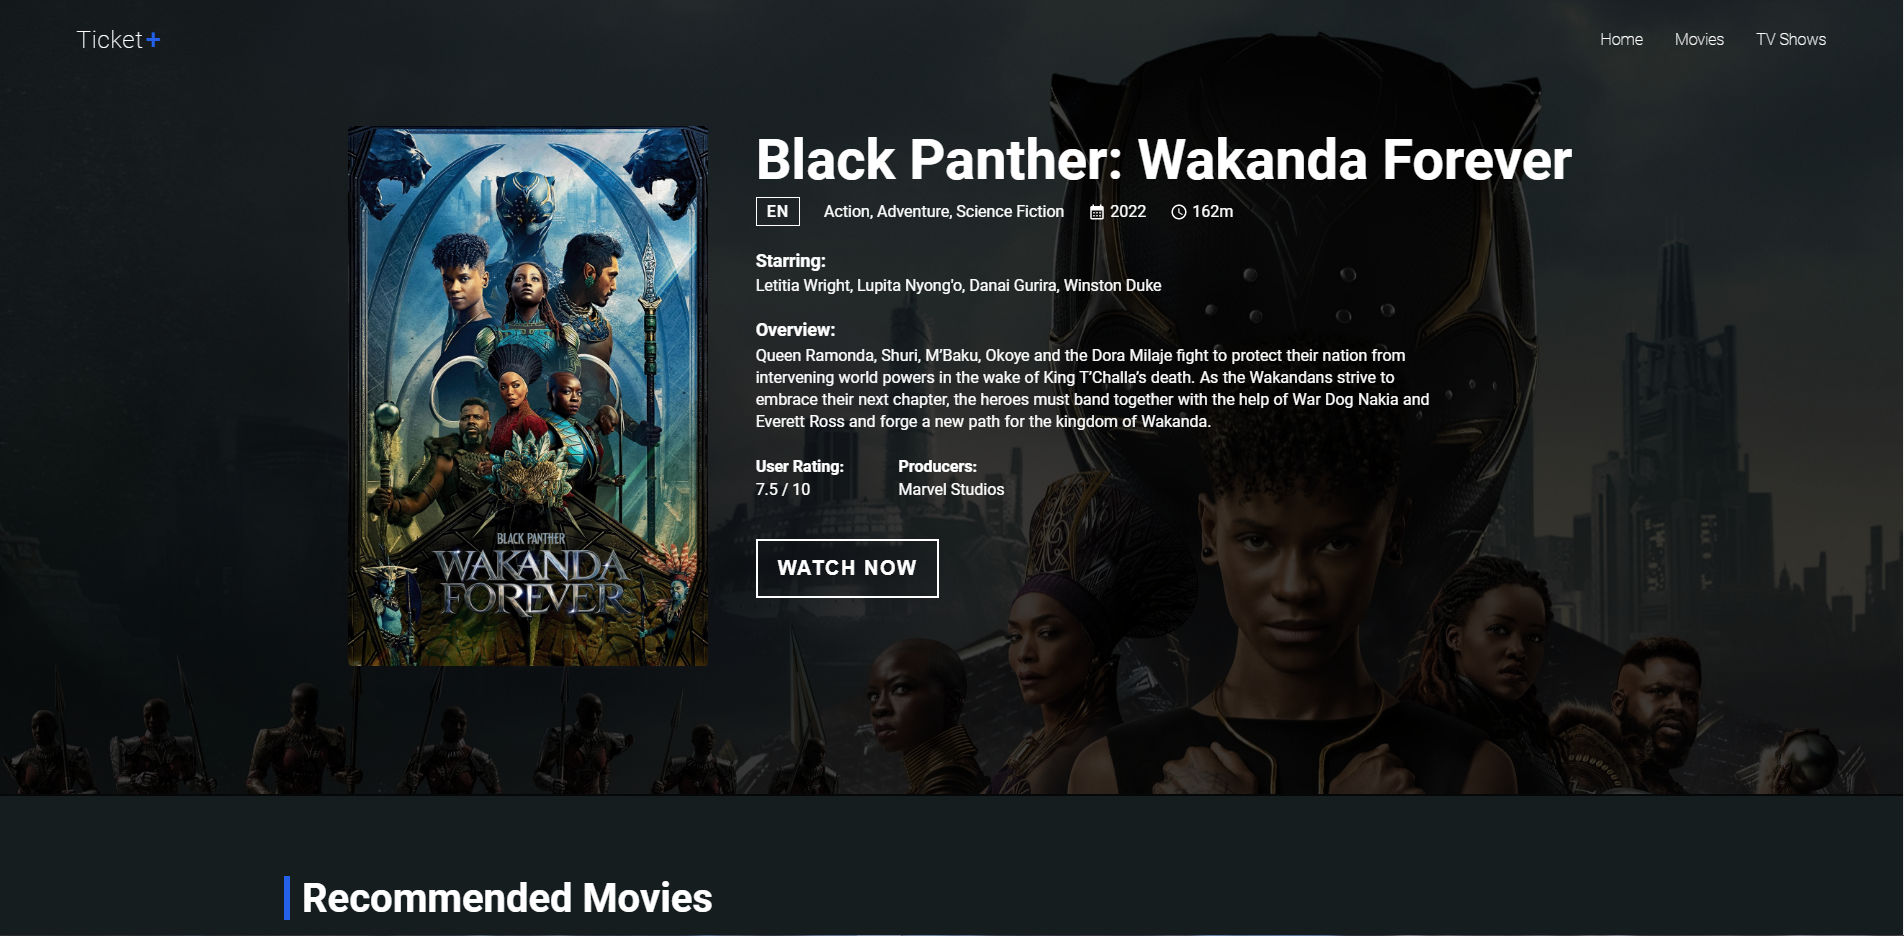 Ticket+
Home Movies TV Shows
Black Panther: Wakanda Forever
EN Action, Adventure, Science Fiction 2022 162m
Starring:
Letitia Wright, Lupita Nyong'o, Danai Gurira, Winston Duke
Overview:
Queen Ramonda, Shuri, M’Baku, Okoye and the Dora Milaje fight to protect their nation from
intervening world powers in the wake of King T’Challa’s death. As the Wakandans strive to
embrace their next chapter, the heroes must band together with the help of War Dog Nakia and
Everett Ross and forge a new path for the kingdom of Wakanda.
User Rating: Producers:
7.5 / 10 Marvel Studios
WATCH NOW
BLACK PANTHER
WAKANDA
FOREVER
Recommended Movies